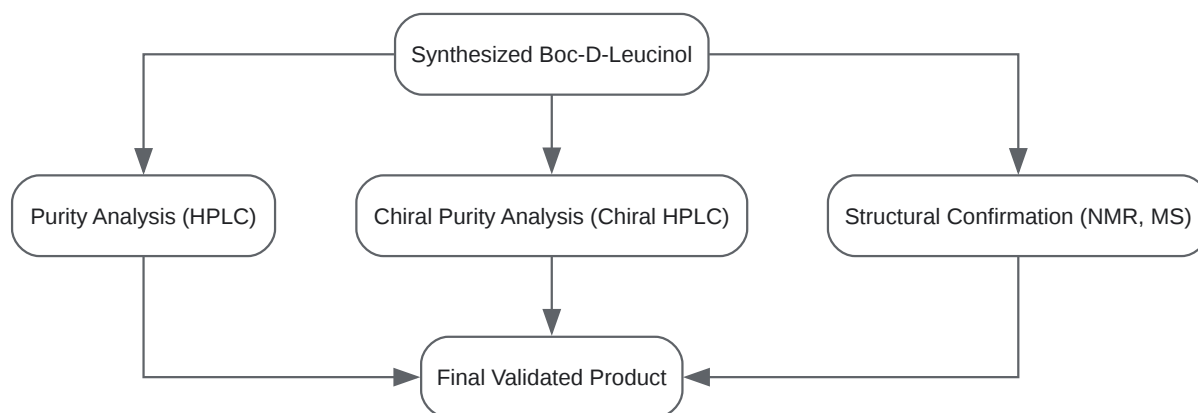 Synthesized Boc-D-Leucinol
Purity Analysis (HPLC)
Chiral Purity Analysis (Chiral HPLC)
Structural Confirmation (NMR, MS)
Final Validated Product